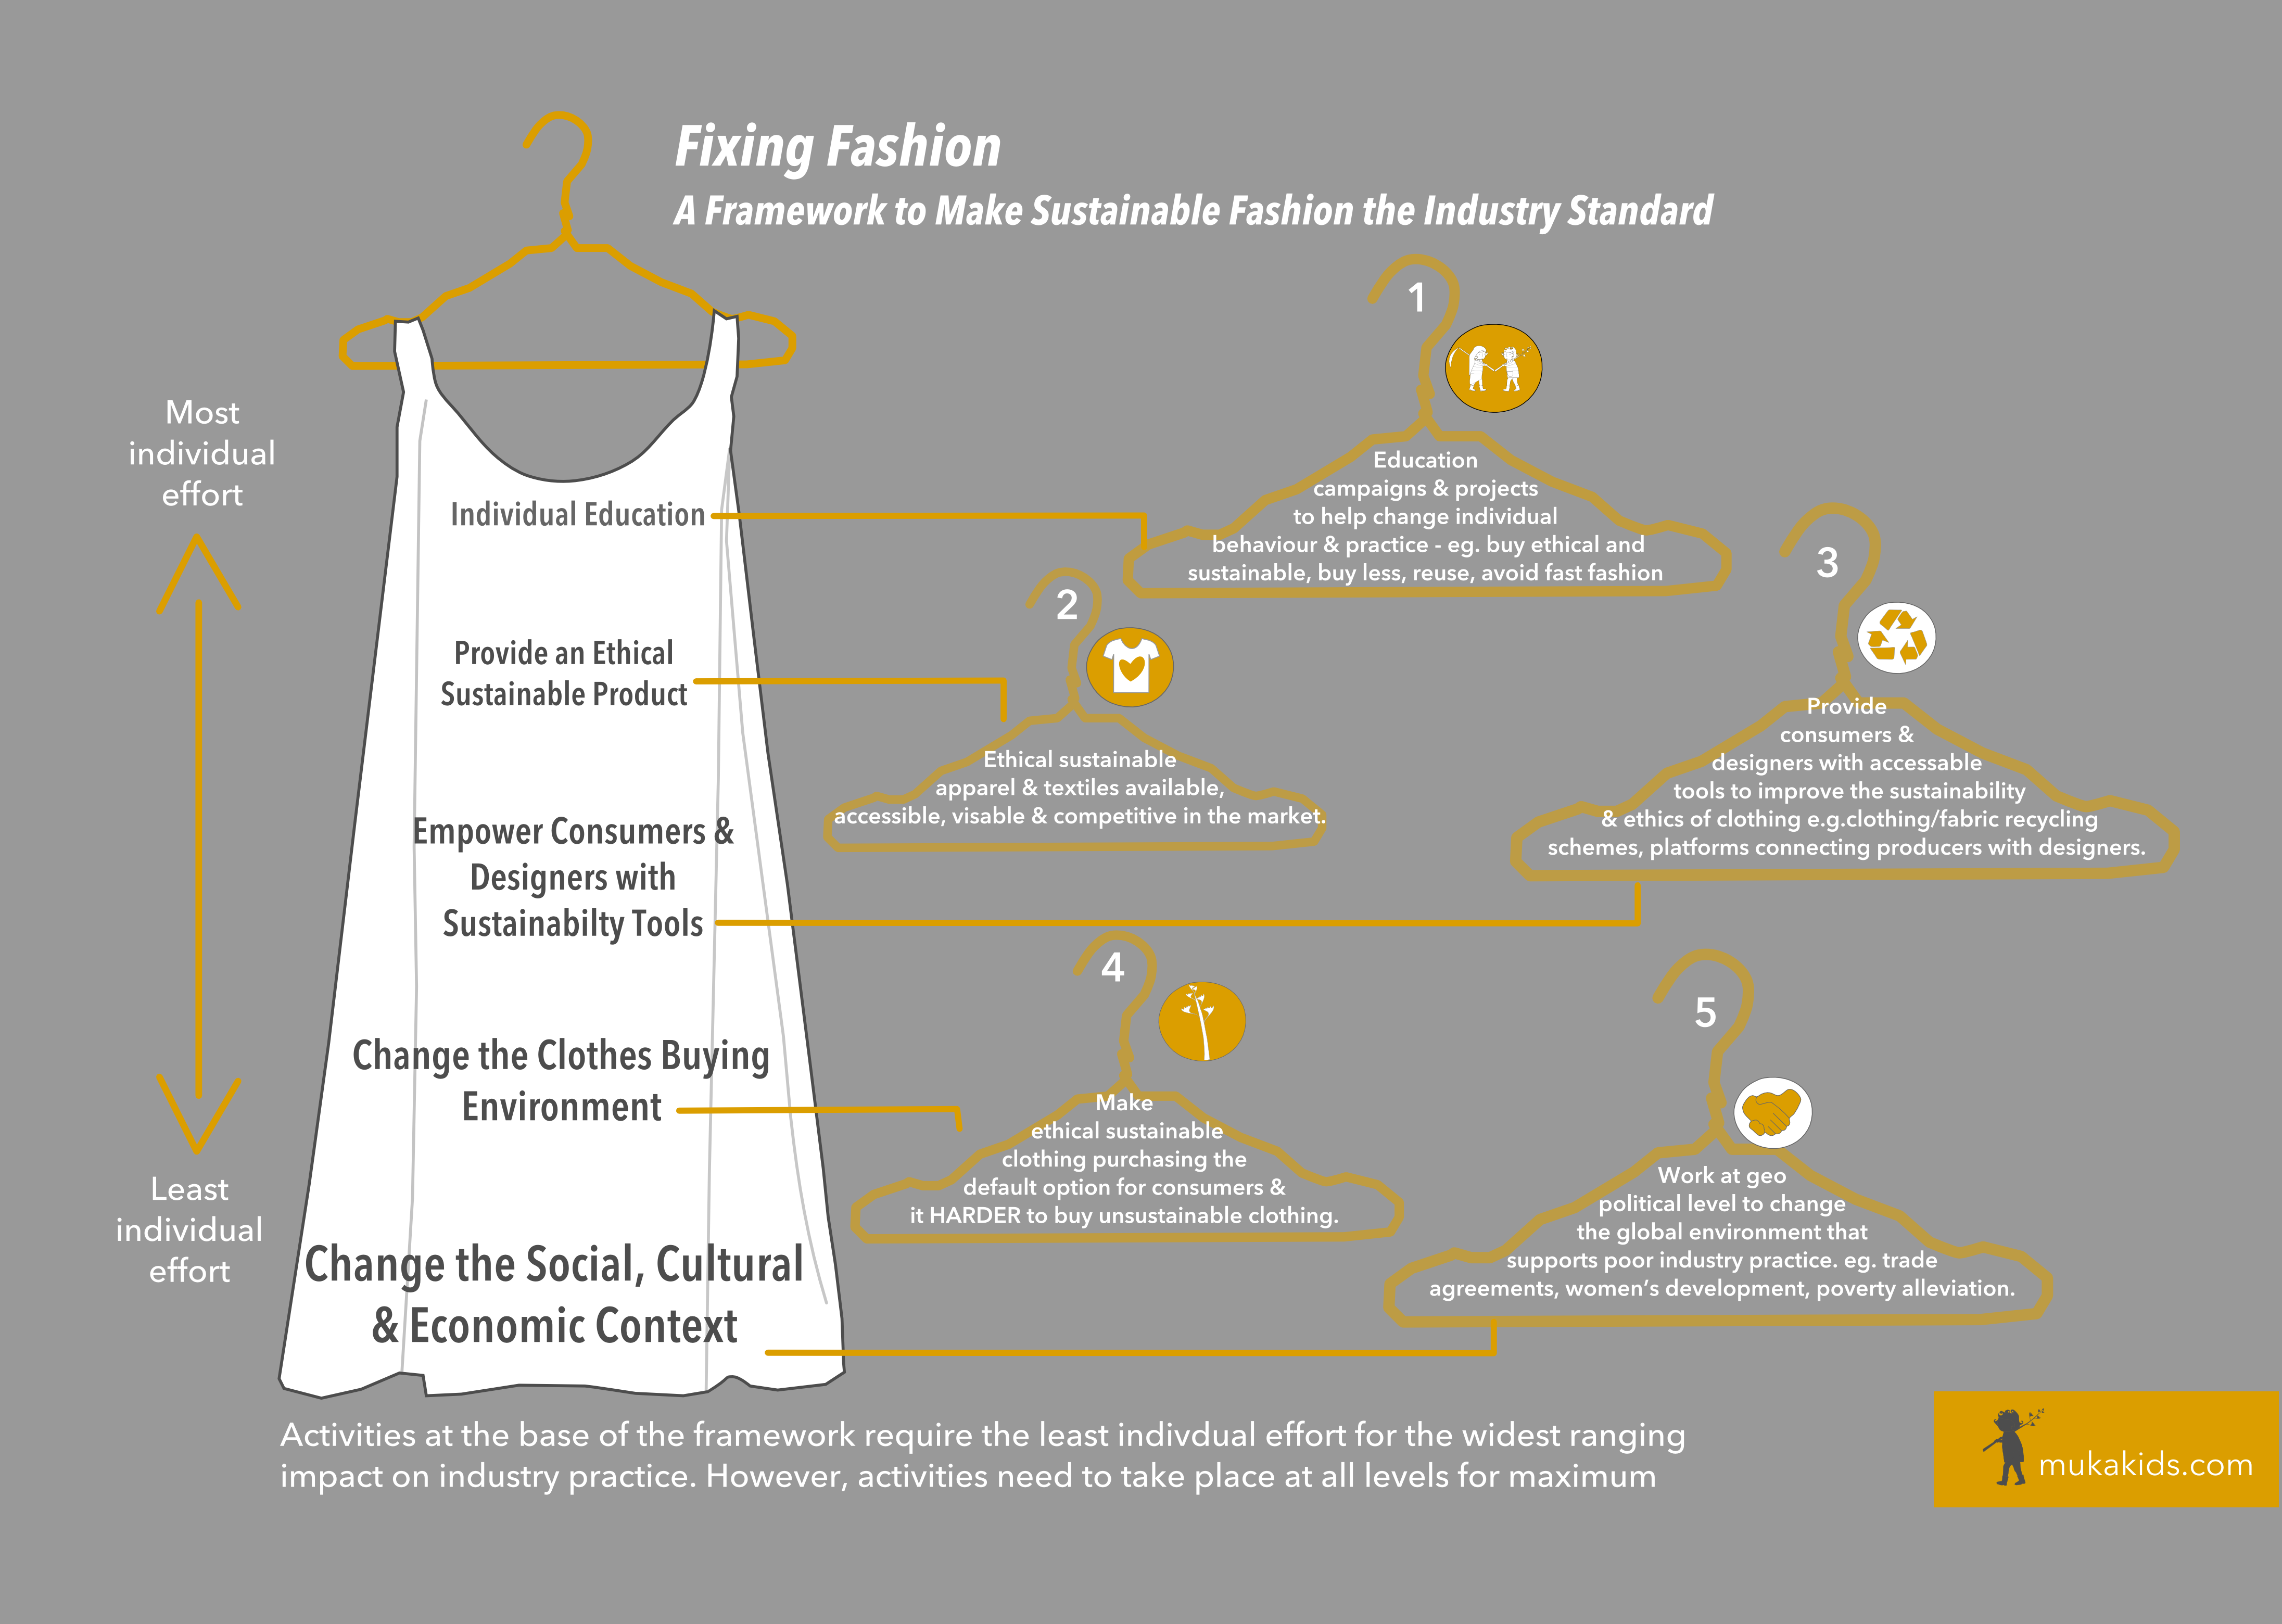 Fixing Fashion
A Framework to Make Sustainable Fashion the Industry Standard
Most
individual
effort
Least
individual
effort
Individual Education
Provide an Ethical
Sustainable Product
Empower Consumers &
Designers with
Sustainabilty Tools
Change the Clothes Buying
Environment
Change the Social, Cultural
& Economic Context
1
Education
campaigns & projects
to help change individual
behaviour & practice - eg. buy ethical and
sustainable, buy less, reuse, avoid fast fashion
2
Ethical sustainable
apparel & textiles available,
accessible, visable & competitive in the market.
3
Provide
consumers &
designers with accessable
tools to improve the sustainability
& ethics of clothing e.g.clothing/fabric recycling
schemes, platforms connecting producers with designers.
4
Make
ethical sustainable
clothing purchasing the
default option for consumers &
it HARDER to buy unsustainable clothing.
5
Work at geo
political level to change
the global environment that
supports poor industry practice. eg. trade
agreements, women’s development, poverty alleviation.
Activities at the base of the framework require the least indivdual effort for the widest ranging
impact on industry practice. However, activities need to take place at all levels for maximum
mukakids.com